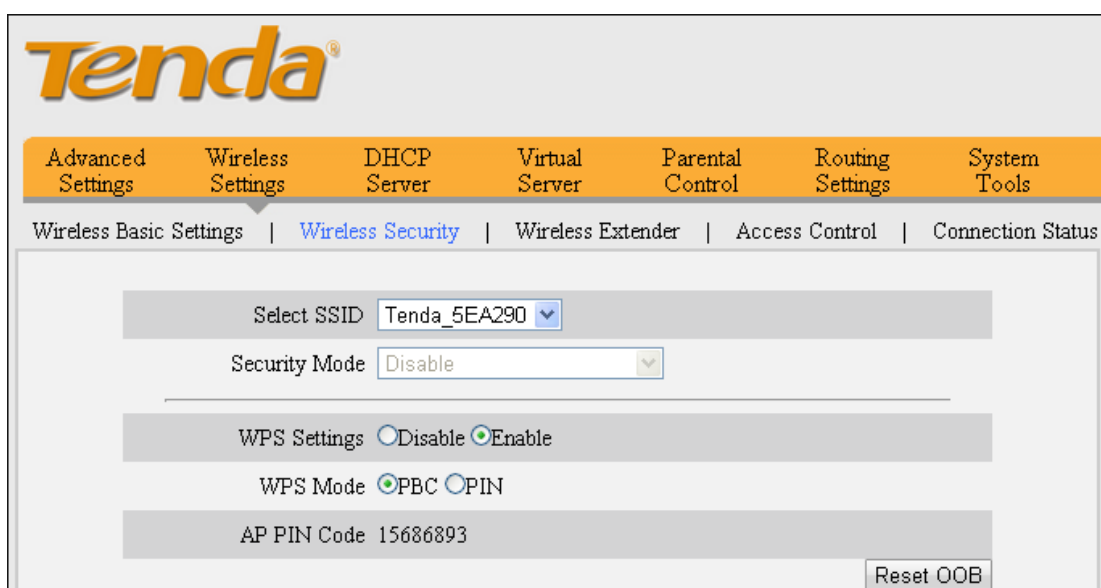 Tenda®
Advanced Settings Wireless Settings DHCP Server Virtual Server Parental Control Routing Settings System Tools
Wireless Basic Settings | Wireless Security | Wireless Extender | Access Control | Connection Status
Select SSID Tenda_5EA290
Security Mode Disable
WPS Settings Disable Enable
WPS Mode PBC PIN
AP PIN Code 15686893
Reset OOB